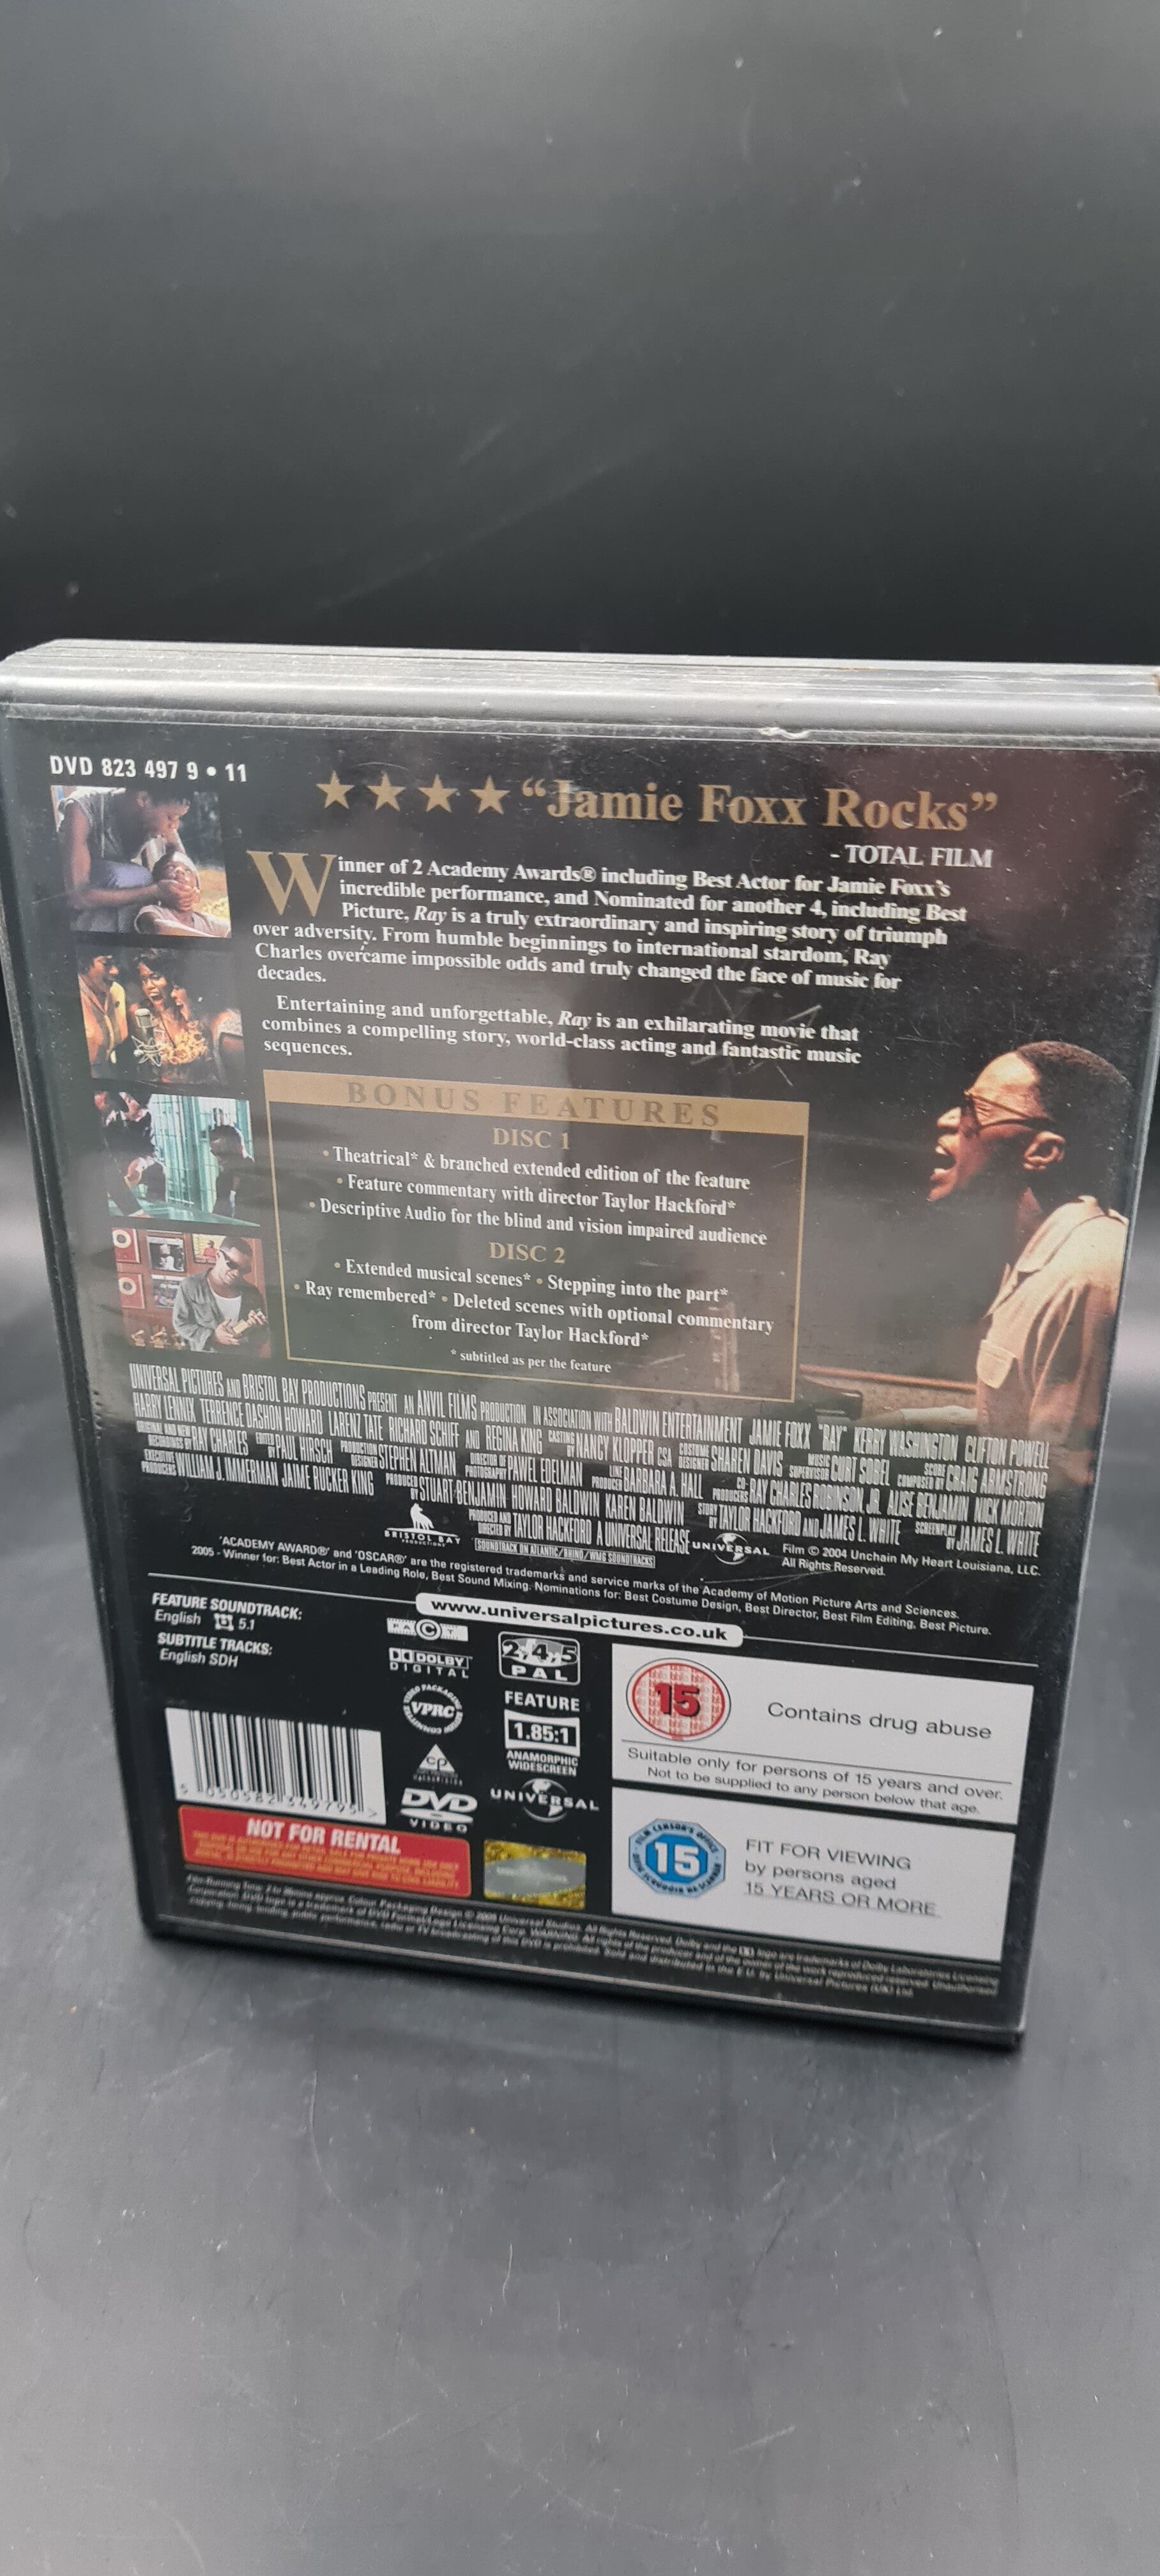 DVD 823 497 9 • 11
★★★★ “Jamie Foxx Rocks”
- TOTAL FILM
Winner of 2 Academy Awards® including Best Actor for Jamie Foxx's
incredible performance, and Nominated for another 4, including Best
Picture, Ray is a truly extraordinary and inspiring story of triumph
over adversity. From humble beginnings to international stardom, Ray
Charles overcame impossible odds and truly changed the face of music for
decades.
Entertaining and unforgettable, Ray is an exhilarating movie that
combines a compelling story, world-class acting and fantastic music
sequences.
BONUS FEATURES
DISC 1
• Theatrical* & branched extended edition of the feature
• Feature commentary with director Taylor Hackford*
• Descriptive Audio for the blind and vision impaired audience
DISC 2
• Extended musical scenes* • Stepping into the part*
• Ray remembered* • Deleted scenes with optional commentary
from director Taylor Hackford*
* subtitled as per the feature
UNIVERSAL PICTURES AND BRISTOL BAY PRODUCTIONS PRESENT AN ANVIL FILMS PRODUCTION IN ASSOCIATION WITH BALDWIN ENTERTAINMENT JAMIE FOXX "RAY" KERRY WASHINGTON CLIFTON POWELL
HARRY LENNIX TERRENCE DASHON HOWARD LARENZ TATE RICHARD SCHIFF AND REGINA KING CASTING BY NANCY KLOPPER CSA COSTUME DESIGNER SHAREN DAVIS MUSIC SUPERVISOR CURT SOBEL SCORE COMPOSED BY CRAIG ARMSTRONG
ORIGINAL AND NEW RECORDINGS BY RAY CHARLES EDITED BY PAUL HIRSCH PRODUCTION DESIGNER STEPHEN ALTMAN DIRECTOR OF PHOTOGRAPHY PAWEL EDELMAN LINE PRODUCER BARBARA A. HALL CO-PRODUCERS RAY CHARLES ROBINSON, JR. ALISE BENJAMIN NICK MORTON
EXECUTIVE PRODUCERS WILLIAM J. IMMERMAN JAIME RUCKER KING PRODUCED BY STUART BENJAMIN HOWARD BALDWIN KAREN BALDWIN STORY BY TAYLOR HACKFORD AND JAMES L. WHITE SCREENPLAY BY JAMES L. WHITE
PRODUCED AND DIRECTED BY TAYLOR HACKFORD A UNIVERSAL RELEASE
BRISTOL BAY
PRODUCTIONS
SOUNDTRACK ON ATLANTIC/RHINO/WMG SOUNDTRACKS
UNIVERSAL
Film © 2004 Unchain My Heart Louisiana, LLC.
All Rights Reserved.
'ACADEMY AWARD®' and 'OSCAR®' are the registered trademarks and service marks of the Academy of Motion Picture Arts and Sciences.
2005 - Winner for: Best Actor in a Leading Role, Best Sound Mixing. Nominations for: Best Costume Design, Best Director, Best Film Editing, Best Picture.
www.universalpictures.co.uk
FEATURE SOUNDTRACK:
English 5.1
SUBTITLE TRACKS:
English SDH
DOLBY
DIGITAL
VPRC
cp
DVD
VIDEO
2,4,5
PAL
FEATURE
1.85:1
ANAMORPHIC
WIDESCREEN
UNIVERSAL
15
Contains drug abuse
Suitable only for persons of 15 years and over.
Not to be supplied to any person below that age.
15
FIT FOR VIEWING
by persons aged
15 YEARS OR MORE
5 050582 349795 >
NOT FOR RENTAL